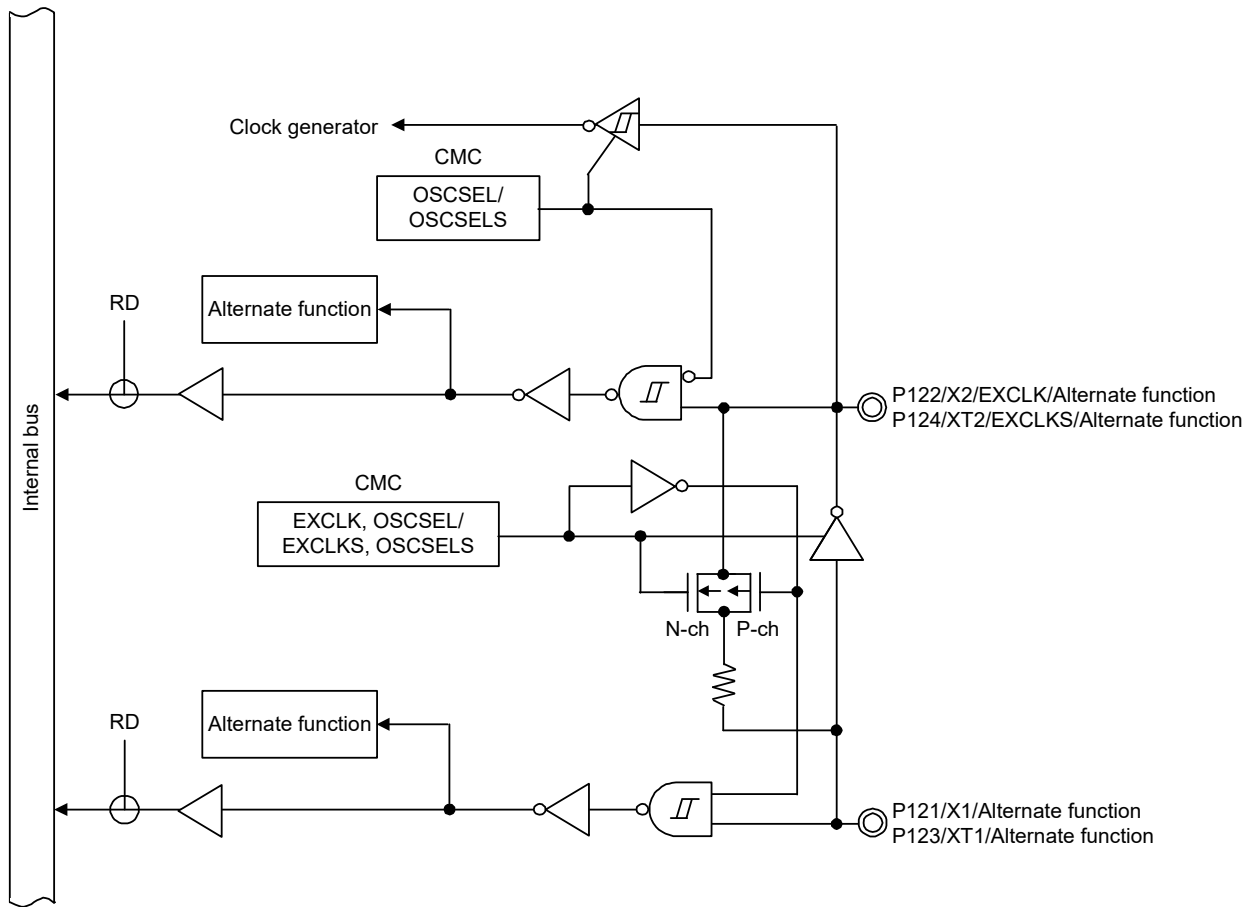 Clock generator
CMC
OSCSEL/
OSCSELS
RD
Alternate function
P122/X2/EXCLK/Alternate function
P124/XT2/EXCLKS/Alternate function
Internal bus
CMC
EXCLK, OSCSEL/
EXCLKS, OSCSELS
N-ch
P-ch
RD
Alternate function
P121/X1/Alternate function
P123/XT1/Alternate function